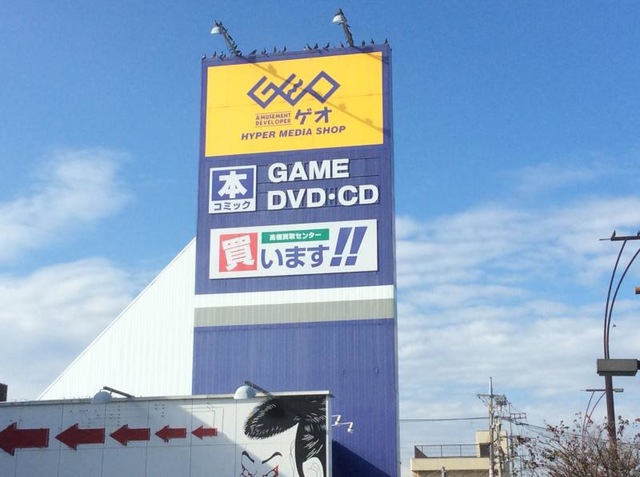 GEO
AMUSEMENT
DEVELOPER
ゲオ
HYPER MEDIA SHOP
本
コミック
GAME
DVD・CD
高価買取センター
買います!!